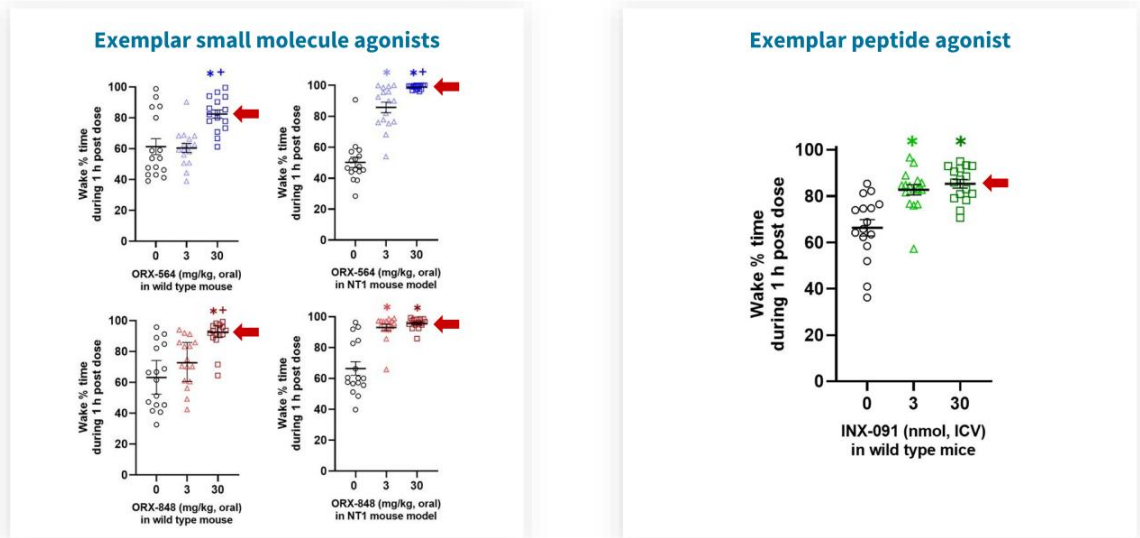 Exemplar small molecule agonists
* +
100
80
60
40
20
0
Wake % time
during 1 h post dose
0 3 30
ORX-564 (mg/kg, oral)
in wild type mouse
* * +
100
80
60
40
20
0
Wake % time
during 1 h post dose
0 3 30
ORX-564 (mg/kg, oral)
in NT1 mouse model
* +
100
80
60
40
20
0
Wake % time
during 1 h post dose
0 3 30
ORX-848 (mg/kg, oral)
in wild type mouse
* *
100
80
60
40
20
0
Wake % time
during 1 h post dose
0 3 30
ORX-848 (mg/kg, oral)
in NT1 mouse model
Exemplar peptide agonist
* *
100
80
60
40
20
0
Wake % time
during 1 h post dose
0 3 30
INX-091 (nmol, ICV)
in wild type mice